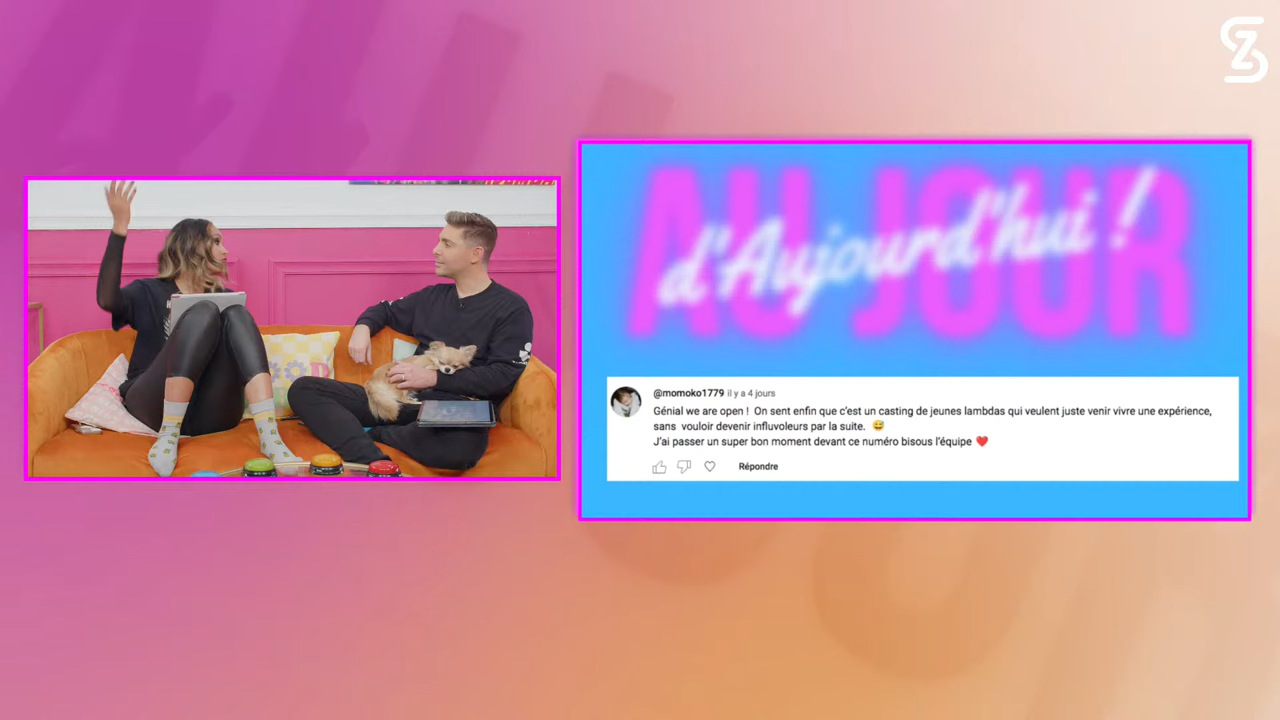 AU JOUR
d'Aujourd'hui !
@momoko1779 il y a 4 jours
Génial we are open ! On sent enfin que c'est un casting de jeunes lambdas qui veulent juste venir vivre une expérience,
sans vouloir devenir influvoleurs par la suite. 😅
J'ai passer un super bon moment devant ce numéro bisous l'équipe ❤️
Répondre